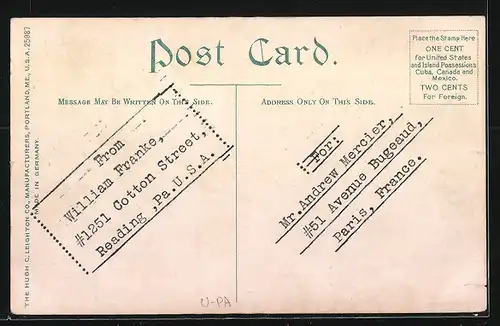 Post Card.
Place the Stamp Here
ONE CENT
for United States
and Island Possessions
Cuba, Canada and
Mexico.
TWO CENTS
For Foreign.
MESSAGE MAY BE WRITTEN ON THIS SIDE.
ADDRESS ONLY ON THIS SIDE.
From
William Franke,
#1251 Cotton Street,
Reading ,Pa.U.S.A.
For:
Mr.Andrew Mercier,
#51 Avenue Bugeaud,
Paris, France.
THE HUGH C. LEIGHTON CO., MANUFACTURERS, PORTLAND, ME., U.S.A. 25987
MADE IN GERMANY.
U-PA